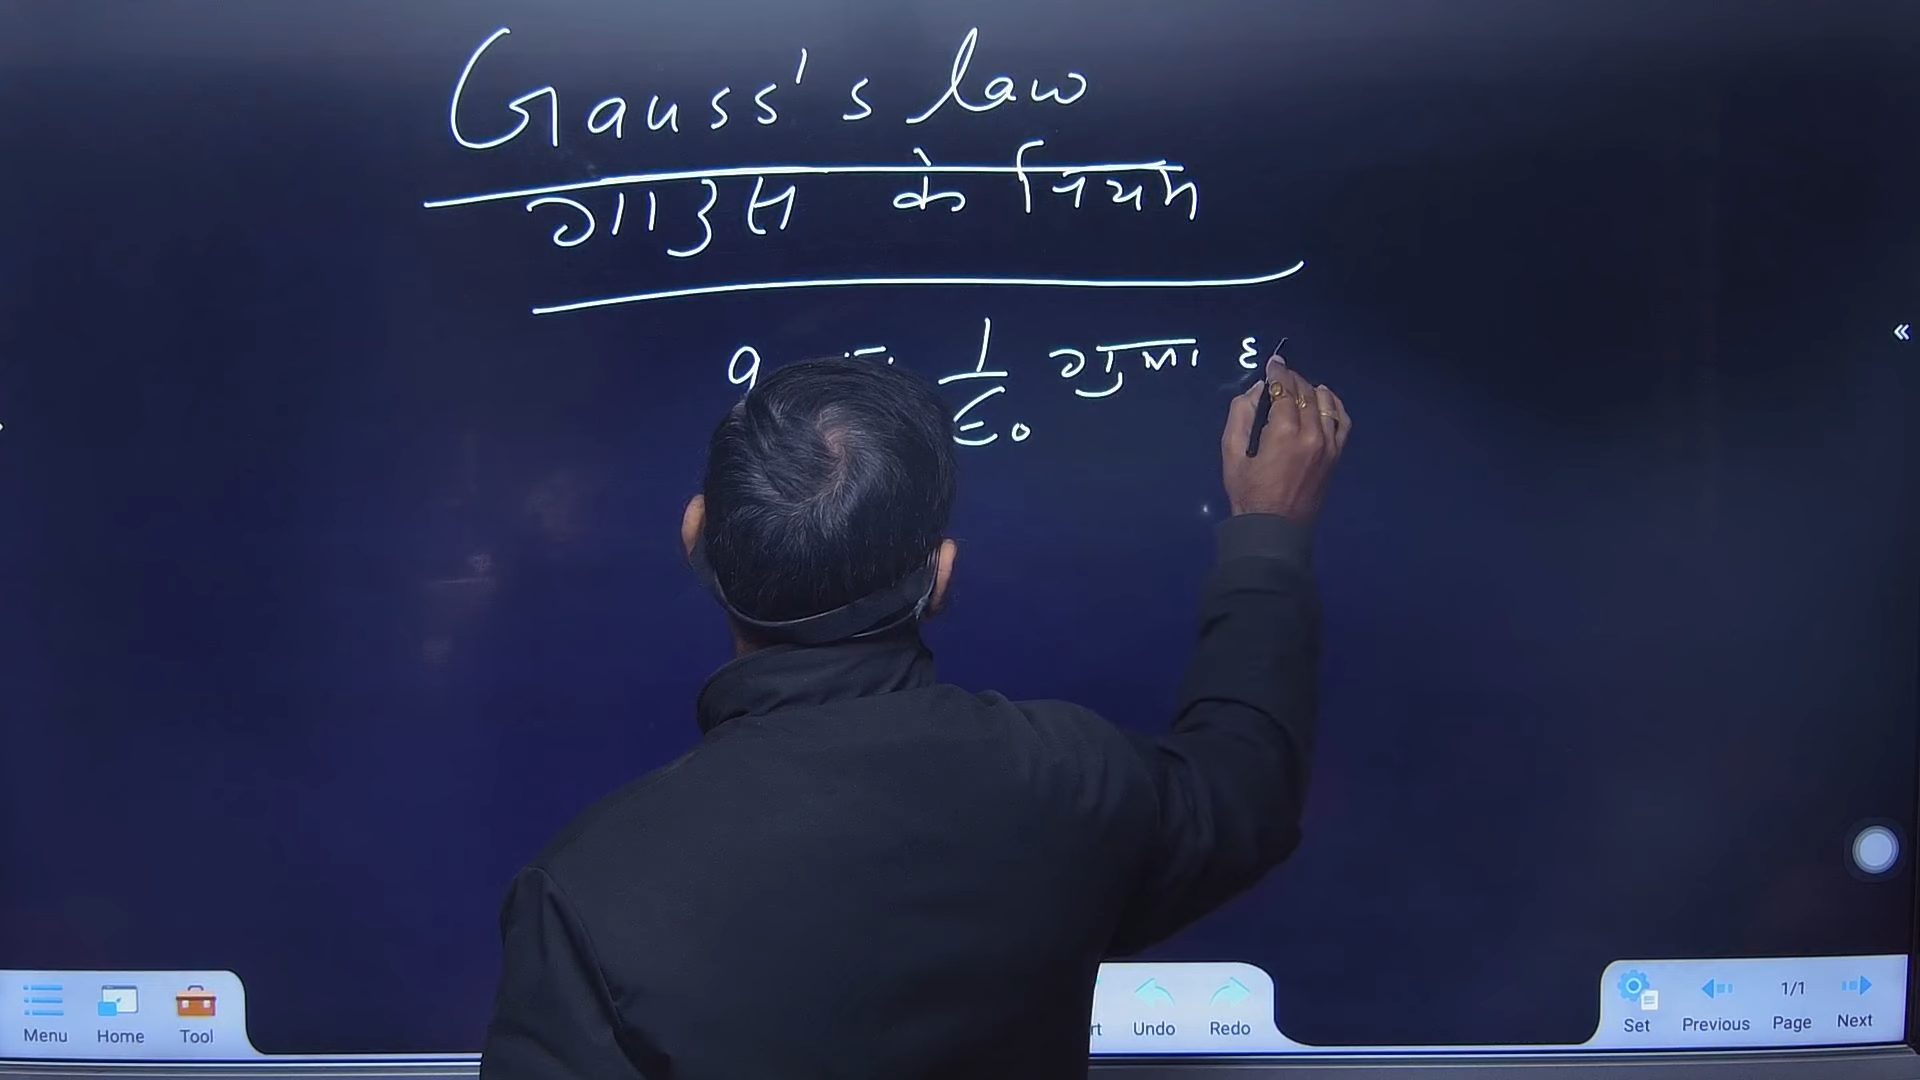 Gauss's law
गाउस के नियम
1/ε₀ गुणा
«
Menu Home Tool Undo Redo Set Previous 1/1 Page Next